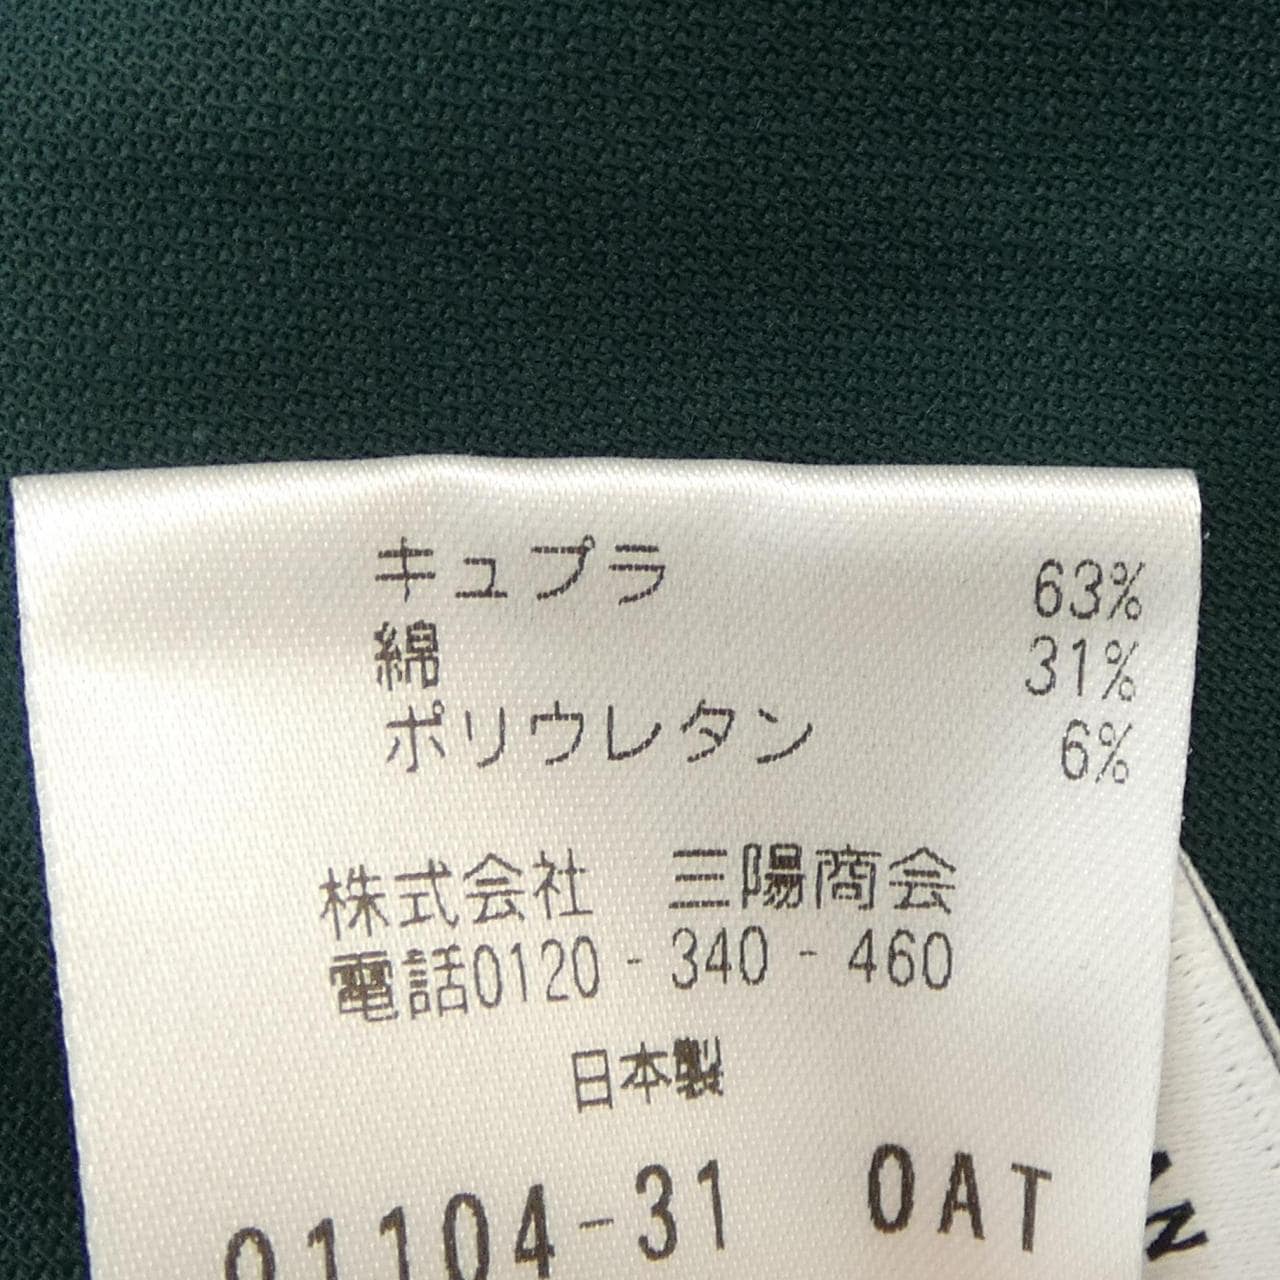 キュプラ 63%
綿 31%
ポリウレタン 6%
株式会社 三陽商会
電話0120-340-460
日本製
1104-31 OAT